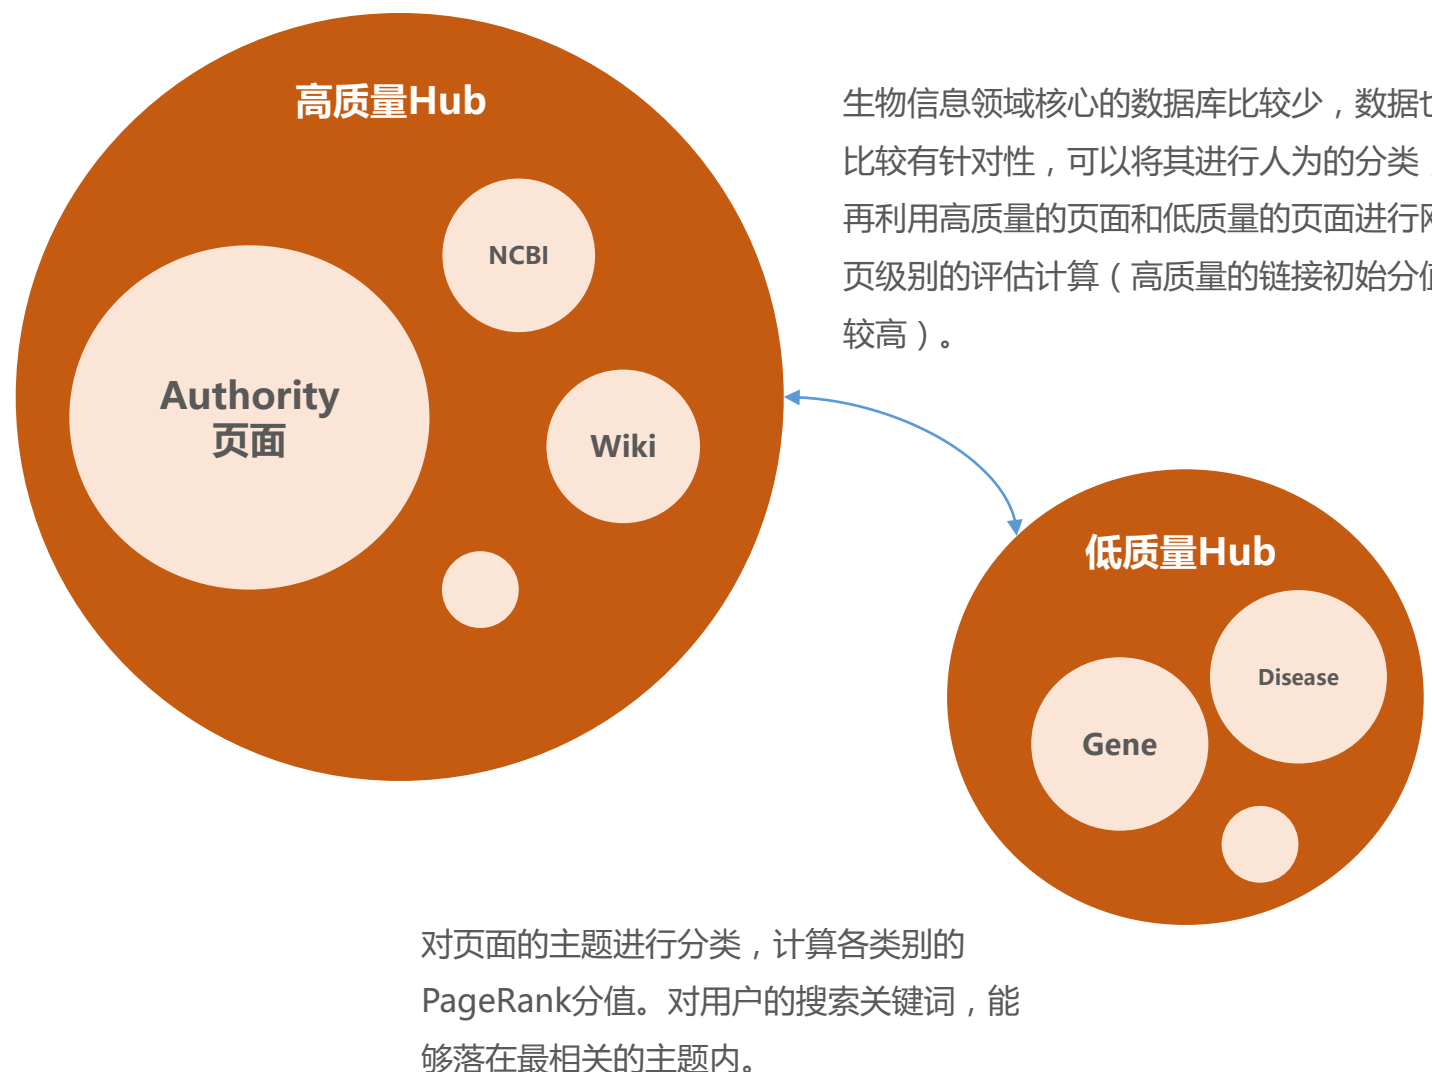 高质量Hub
NCBI
Authority
页面
Wiki
生物信息领域核心的数据库比较少，数据也
比较有针对性，可以将其进行人为的分类，
再利用高质量的页面和低质量的页面进行网
页级别的评估计算（高质量的链接初始分值
较高）。
低质量Hub
Disease
Gene
对页面的主题进行分类，计算各类别的
PageRank分值。对用户的搜索关键词，能
够落在最相关的主题内。